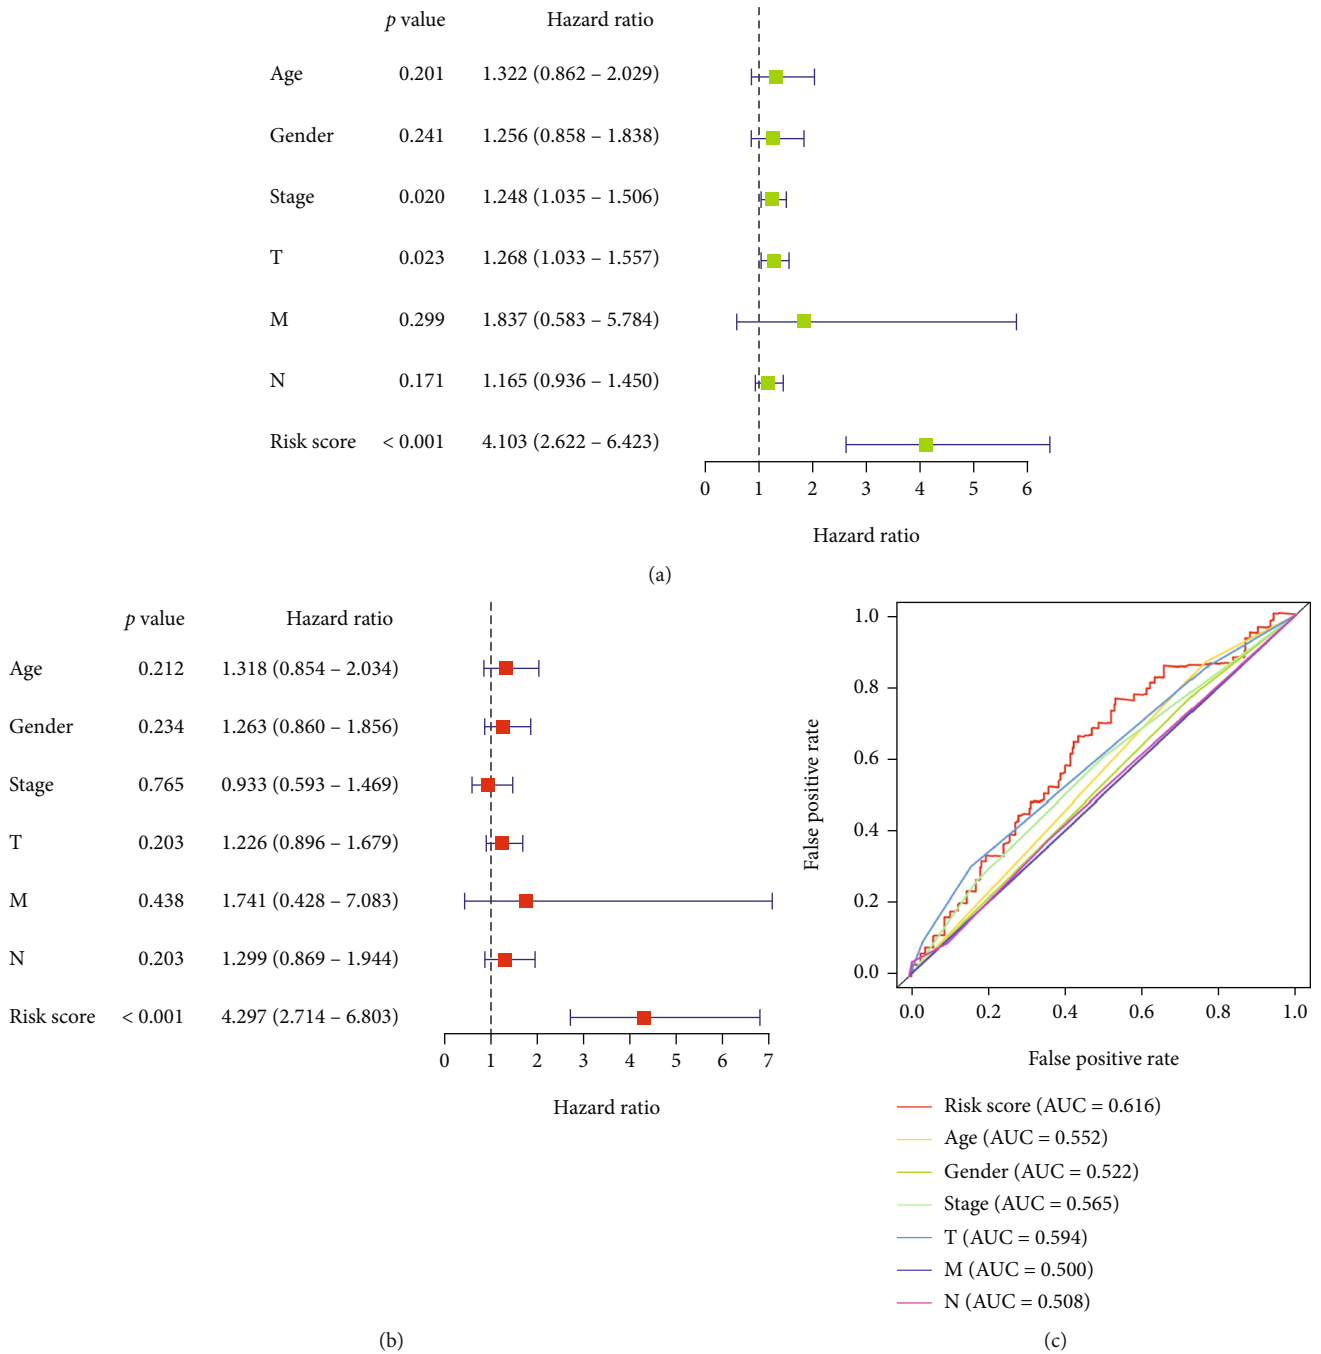 p value Hazard ratio
Age 0.201 1.322 (0.862 – 2.029)
Gender 0.241 1.256 (0.858 – 1.838)
Stage 0.020 1.248 (1.035 – 1.506)
T 0.023 1.268 (1.033 – 1.557)
M 0.299 1.837 (0.583 – 5.784)
N 0.171 1.165 (0.936 – 1.450)
Risk score < 0.001 4.103 (2.622 – 6.423)
0 1 2 3 4 5 6
Hazard ratio
(a)
p value Hazard ratio
Age 0.212 1.318 (0.854 – 2.034)
Gender 0.234 1.263 (0.860 – 1.856)
Stage 0.765 0.933 (0.593 – 1.469)
T 0.203 1.226 (0.896 – 1.679)
M 0.438 1.741 (0.428 – 7.083)
N 0.203 1.299 (0.869 – 1.944)
Risk score < 0.001 4.297 (2.714 – 6.803)
0 1 2 3 4 5 6 7
Hazard ratio
(b)
False positive rate
1.0
0.8
0.6
0.4
0.2
0.0
0.0 0.2 0.4 0.6 0.8 1.0
False positive rate
Risk score (AUC = 0.616)
Age (AUC = 0.552)
Gender (AUC = 0.522)
Stage (AUC = 0.565)
T (AUC = 0.594)
M (AUC = 0.500)
N (AUC = 0.508)
(c)